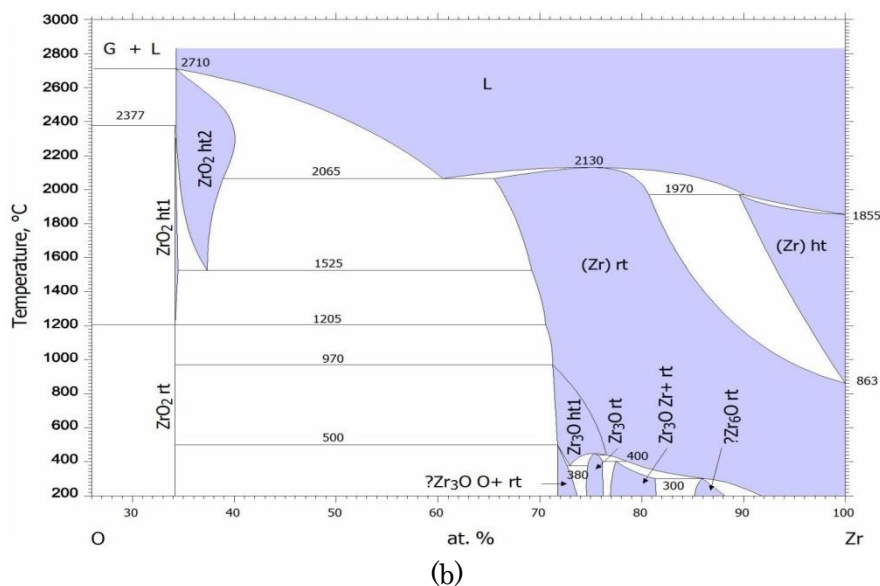 3000
2800
2600
2400
2200
2000
1800
1600
1400
1200
1000
800
600
400
200
Temperature, °C
G + L
2710
2377
L
ZrO₂ ht2
ZrO₂ ht1
2065
2130
1970
1855
(Zr) ht
(Zr) rt
1525
1205
970
863
ZrO₂ rt
500
Zr₃O ht1
Zr₃O rt
Zr₃O Zr+ rt
?Zr₆O rt
400
380
300
?Zr₃O O+ rt
30 40 50 60 70 80 90 100
O at. % Zr
(b)